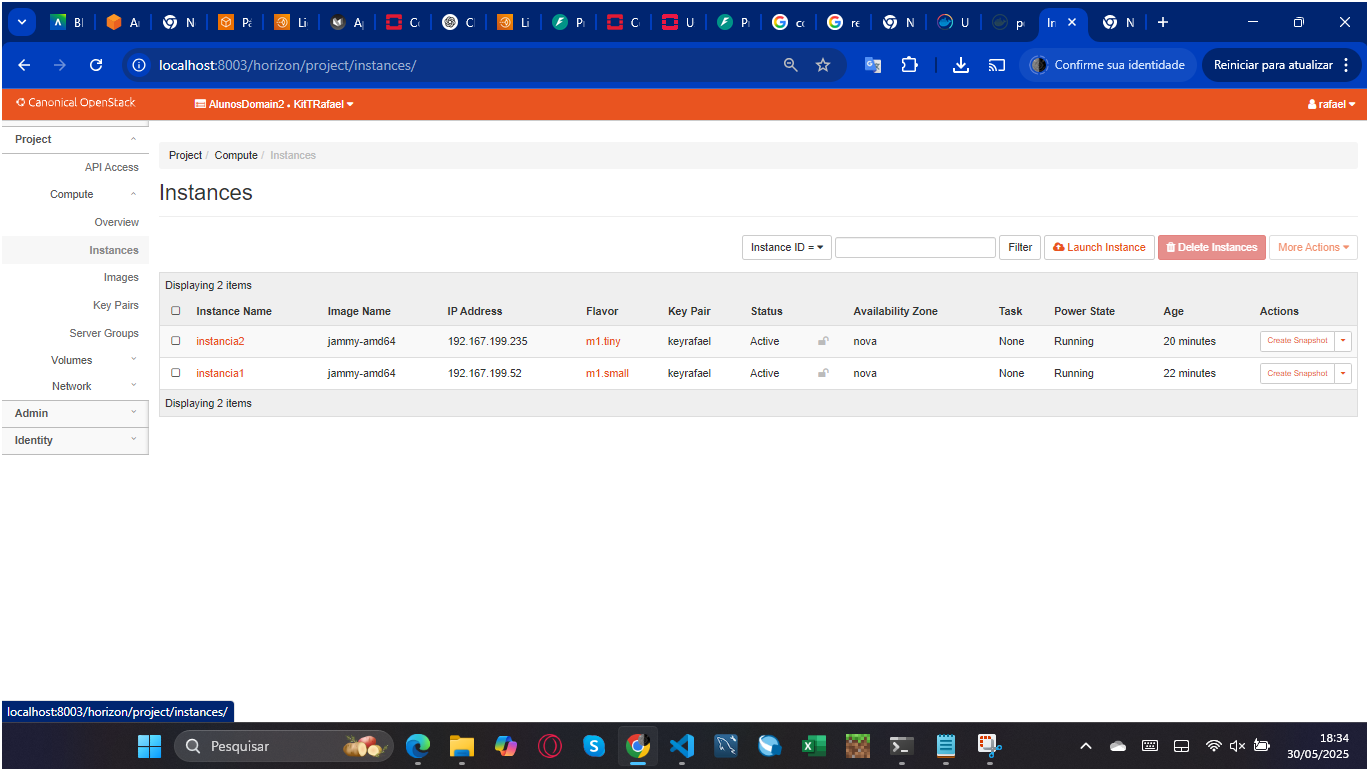 Bl
A
N
Pa
Li
A
C
Cl
Li
Pi
C
U
Pi
cc
re
N
U
p
In
N
localhost:8003/horizon/project/instances/
Confirme sua identidade
Reiniciar para atualizar
Canonical OpenStack
AlunosDomain2 • KitTRafael
rafael
Project
API Access
Compute
Overview
Instances
Images
Key Pairs
Server Groups
Volumes
Network
Admin
Identity
Project / Compute / Instances
Instances
Instance ID =
Filter
Launch Instance
Delete Instances
More Actions
Displaying 2 items
Instance Name Image Name IP Address Flavor Key Pair Status Availability Zone Task Power State Age Actions
instancia2 jammy-amd64 192.167.199.235 m1.tiny keyrafael Active nova None Running 20 minutes Create Snapshot
instancia1 jammy-amd64 192.167.199.52 m1.small keyrafael Active nova None Running 22 minutes Create Snapshot
Displaying 2 items
localhost:8003/horizon/project/instances/
Pesquisar
18:34
30/05/2025